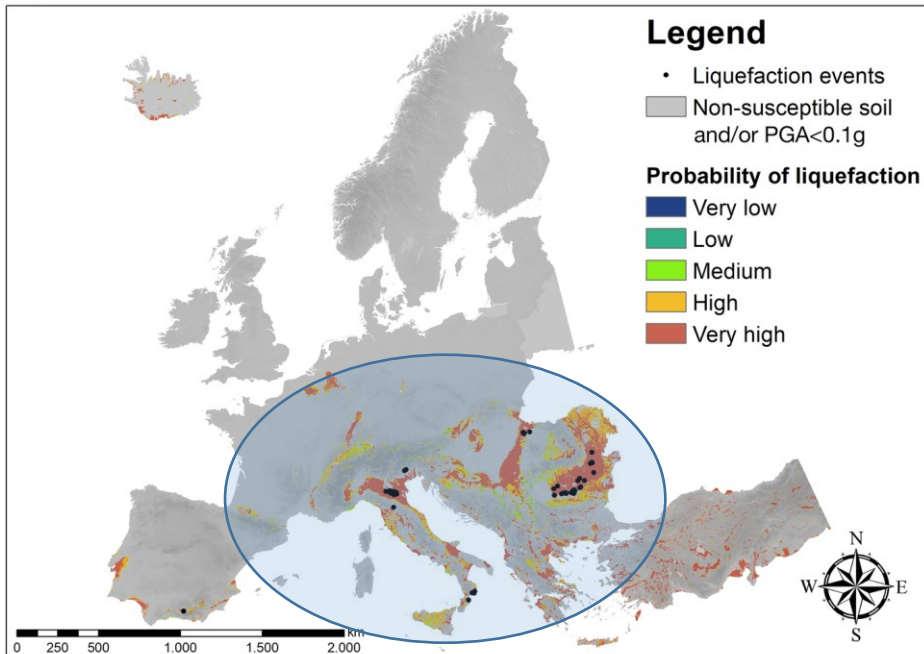 Legend
Liquefaction events
Non-susceptible soil
and/or PGA<0.1g
Probability of liquefaction
Very low
Low
Medium
High
Very high
N
W E
S
km
0 250 500 1.000 1.500 2.000